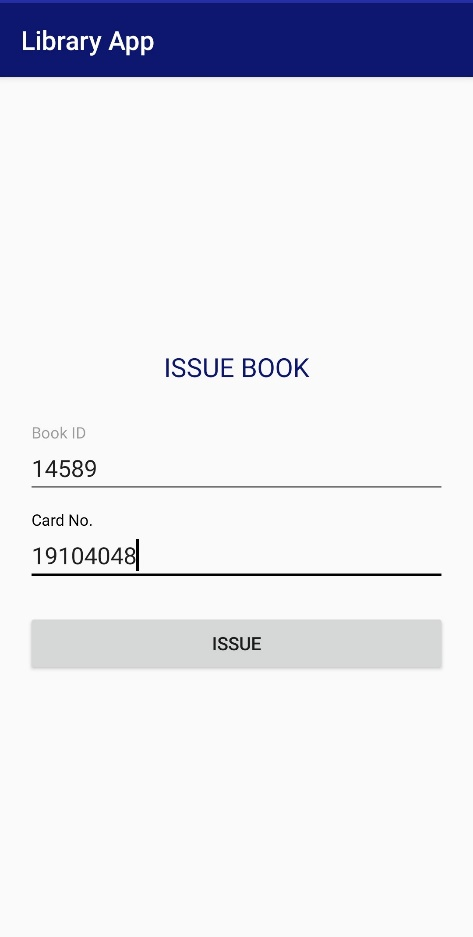 Library App
ISSUE BOOK
Book ID
14589
Card No.
19104048
ISSUE